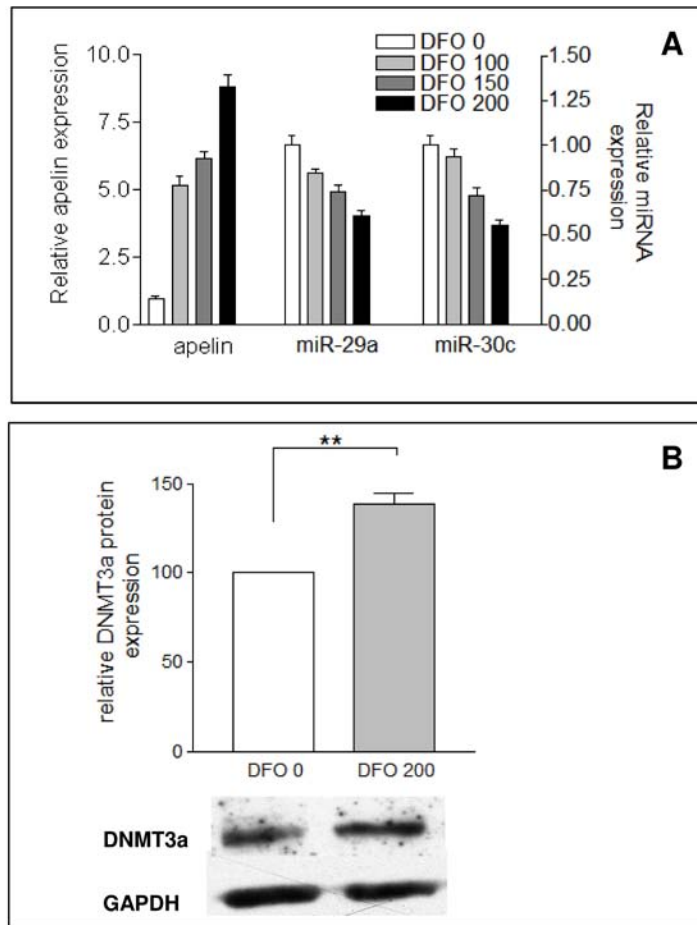 A
DFO 0
DFO 100
DFO 150
DFO 200
Relative apelin expression
10.0
7.5
5.0
2.5
0.0
1.50
1.25
1.00
0.75
0.50
0.25
0.00
Relative miRNA
expression
apelin miR-29a miR-30c
B
**
relative DNMT3a protein
expression
150
100
50
0
DFO 0 DFO 200
DNMT3a
GAPDH